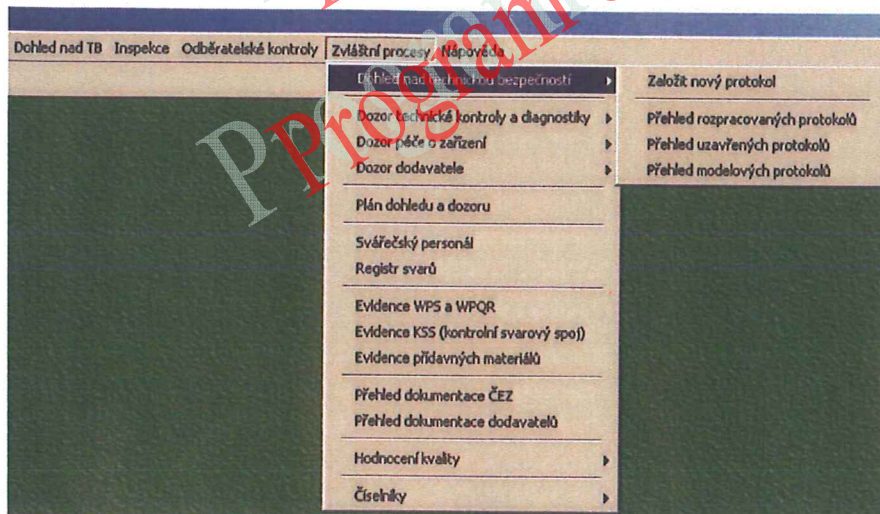 Dohled nad TB Inspekce Odběratelské kontroly Zvláštní procesy Nápověda
Dohled nad technickou bezpečností
Založit nový protokol
Dozor technické kontroly a diagnostiky
Přehled rozpracovaných protokolů
Dozor péče o zařízení
Přehled uzavřených protokolů
Dozor dodavatele
Přehled modelových protokolů
Plán dohledu a dozoru
Svářečský personál
Registr svarů
Evidence WPS a WPQR
Evidence KSS (kontrolní svarový spoj)
Evidence přídavných materiálů
Přehled dokumentace ČEZ
Přehled dokumentace dodavatelů
Hodnocení kvality
Číselníky